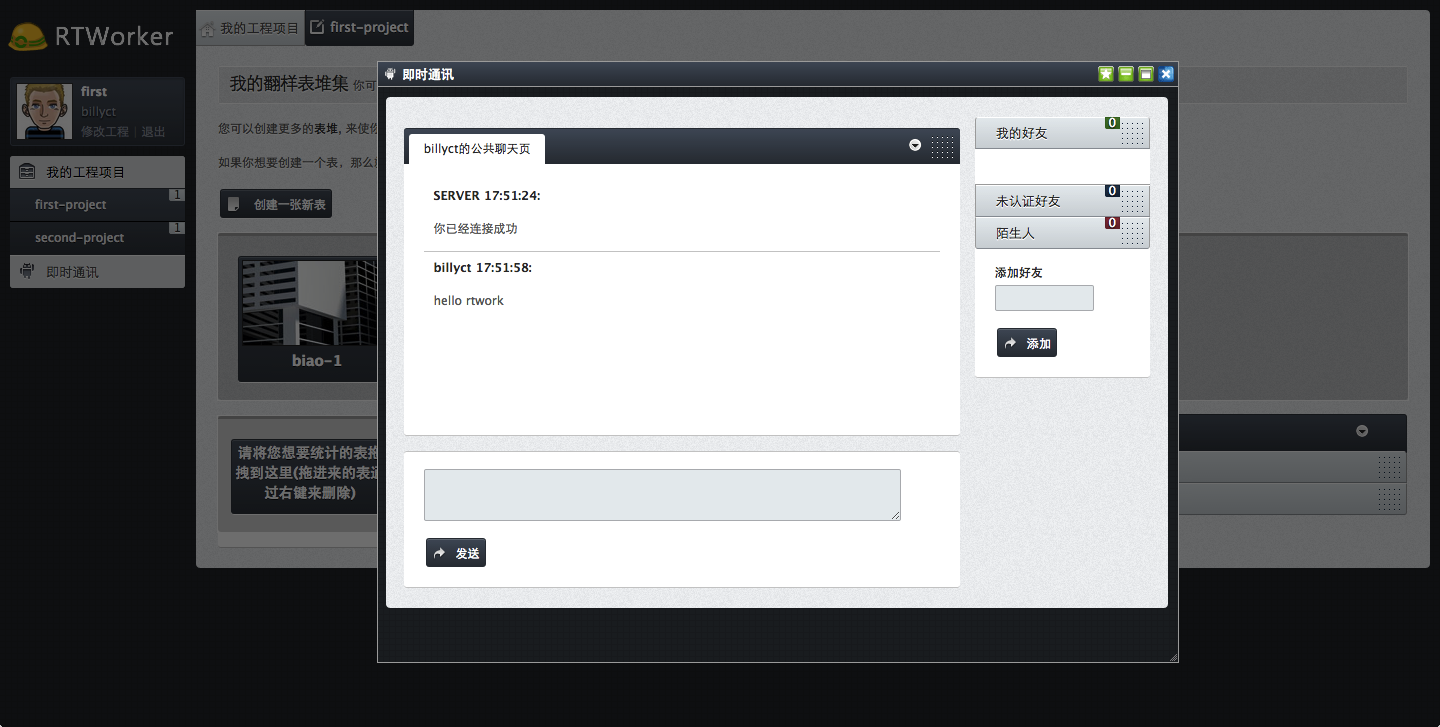 RTWorker
first
billyct
修改工程 | 退出
我的工程项目
first-project
1
second-project
1
即时通讯
我的工程项目
first-project
我的翻样表堆集 你可
您可以创建更多的表堆, 来使你
如果你想要创建一个表，那么
创建一张新表
biao-1
请将您想要统计的表拖
拽到这里(拖进来的表通
过右键来删除)
即时通讯
billyct的公共聊天页
SERVER 17:51:24:
你已经连接成功
billyct 17:51:58:
hello rtwork
发送
我的好友
0
未认证好友
0
陌生人
0
添加好友
添加